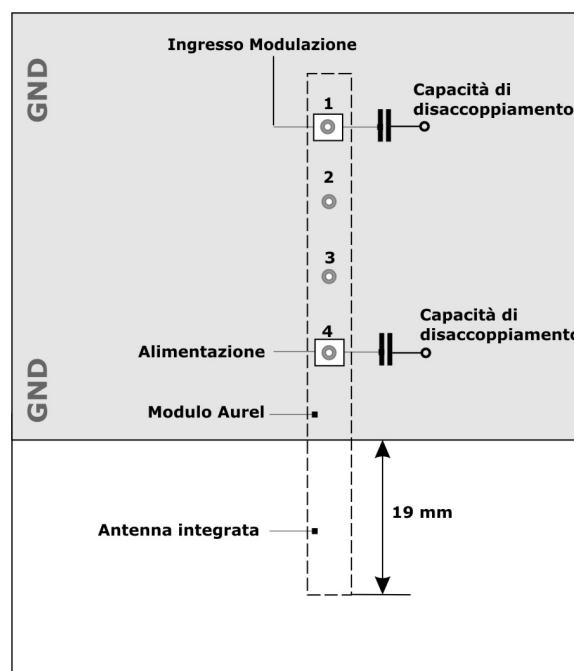 Ingresso Modulazione
GND
1
Capacità di
disaccoppiamento
2
3
4
Capacità di
disaccoppiamento
Alimentazione
GND
Modulo Aurel
19 mm
Antenna integrata